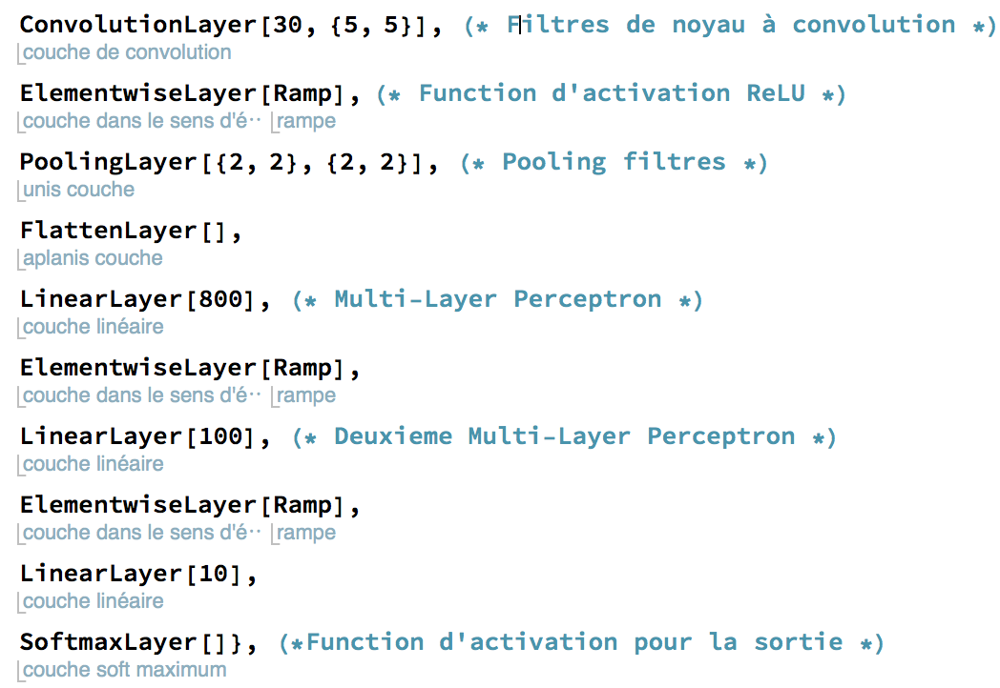 ConvolutionLayer[30, {5, 5}], (* Filtres de noyau à convolution *)
couche de convolution
ElementwiseLayer[Ramp], (* Function d'activation ReLU *)
couche dans le sens d'é·· rampe
PoolingLayer[{2, 2}, {2, 2}], (* Pooling filtres *)
unis couche
FlattenLayer[],
aplanis couche
LinearLayer[800], (* Multi-Layer Perceptron *)
couche linéaire
ElementwiseLayer[Ramp],
couche dans le sens d'é·· rampe
LinearLayer[100], (* Deuxieme Multi-Layer Perceptron *)
couche linéaire
ElementwiseLayer[Ramp],
couche dans le sens d'é·· rampe
LinearLayer[10],
couche linéaire
SoftmaxLayer[]}, (*Function d'activation pour la sortie *)
couche soft maximum